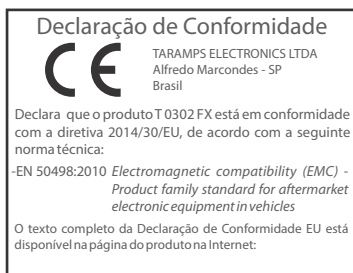 Declaração de Conformidade
CE
TARAMPS ELECTRONICS LTDA
Alfredo Marcondes - SP
Brasil
Declara que o produto T 0302 FX está em conformidade
com a diretiva 2014/30/EU, de acordo com a seguinte
norma técnica:
-EN 50498:2010 Electromagnetic compatibility (EMC) -
Product family standard for aftermarket
electronic equipment in vehicles
O texto completo da Declaração de Conformidade EU está
disponível na página do produto na Internet: